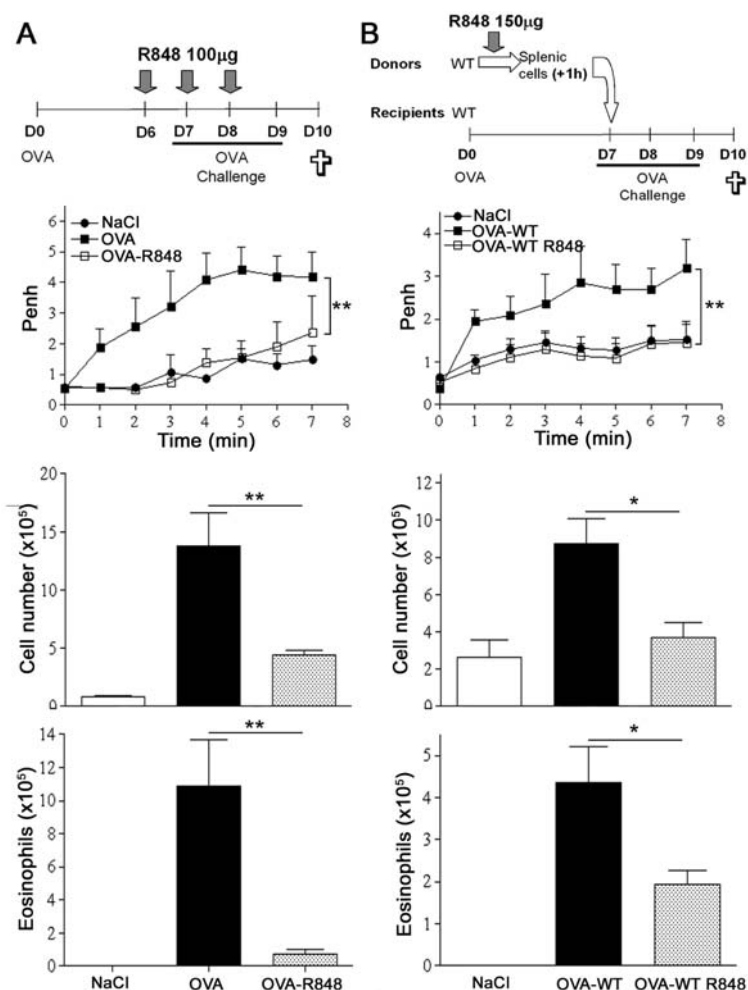 A
R848 100µg
D0
D6
D7
D8
D9
D10
OVA
OVA
Challenge
NaCl
OVA
OVA-R848
Penh
6
5
4
3
2
1
0
**
0
1
2
3
4
5
6
7
8
Time (min)
Cell number (x10⁵)
20
15
10
5
0
**
Eosinophils (x10⁵)
14
12
10
8
6
4
2
0
**
NaCl
OVA
OVA-R848
B
R848 150µg
Donors
WT
Splenic
cells (+1h)
Recipients WT
D0
D7
D8
D9
D10
OVA
OVA
Challenge
NaCl
OVA-WT
OVA-WT R848
Penh
4
3
2
1
0
**
0
1
2
3
4
5
6
7
8
Time (min)
Cell number (x10⁵)
12
10
8
6
4
2
0
*
Eosinophils (x10⁵)
5
4
3
2
1
0
*
NaCl
OVA-WT
OVA-WT R848